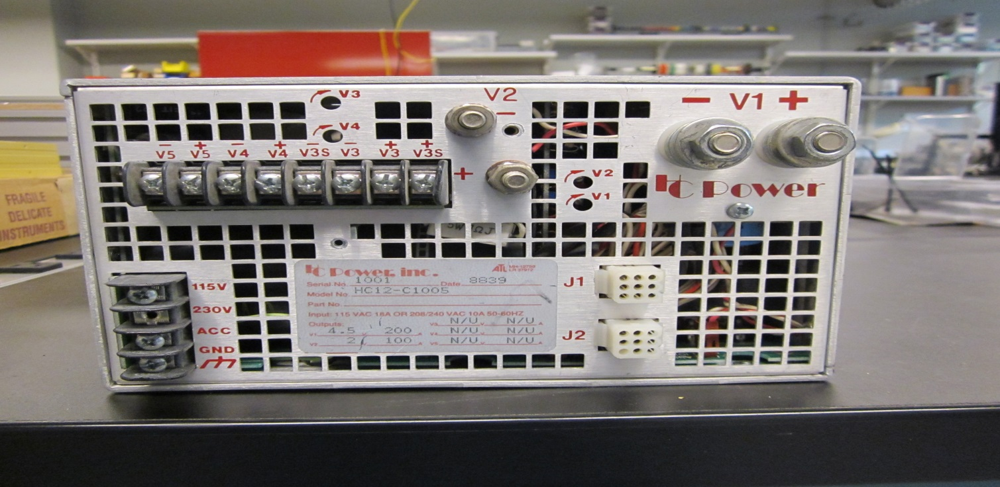 V3
V2
−
− V1 +
V4
− + − + − − + +
V5 V5 V4 V4 V3S V3 V3 V3S
+
V2
V1
HC Power
FRAGILE
DELICATE
INSTRUMENTS
5W Ω J
115V
230V
ACC
GND
HC Power, inc.
Serial No. 1001 Date 8839
Model No. HC12-C1005
Part No.
Input: 115 VAC 18A OR 208/240 VAC 10A 50-60HZ
Outputs: V3 N/U V N/U A
V1 4.5 V 200 A V4 N/U V N/U A
V2 2 V 100 A V5 N/U V N/U A
J1
J2